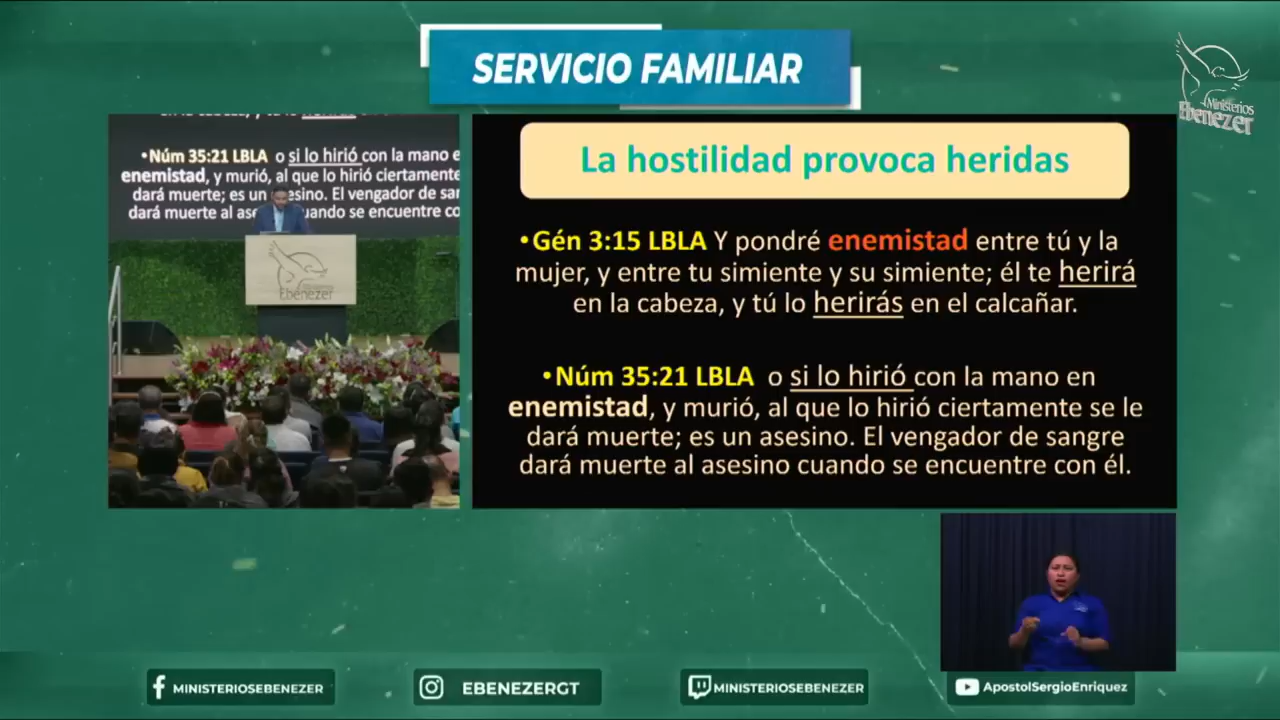 SERVICIO FAMILIAR
Ministerios
Ebenezer
•Núm 35:21 LBLA o si lo hirió con la mano e
enemistad, y murió, al que lo hirió ciertamente
dará muerte; es un asesino. El vengador de san
dará muerte al ase uando se encuentre co
Ministerios
Ebenezer
La hostilidad provoca heridas
•Gén 3:15 LBLA Y pondré enemistad entre tú y la
mujer, y entre tu simiente y su simiente; él te herirá
en la cabeza, y tú lo herirás en el calcañar.
•Núm 35:21 LBLA o si lo hirió con la mano en
enemistad, y murió, al que lo hirió ciertamente se le
dará muerte; es un asesino. El vengador de sangre
dará muerte al asesino cuando se encuentre con él.
MINISTERIOSEBENEZER
EBENEZERGT
MINISTERIOSEBENEZER
ApostolSergioEnriquez